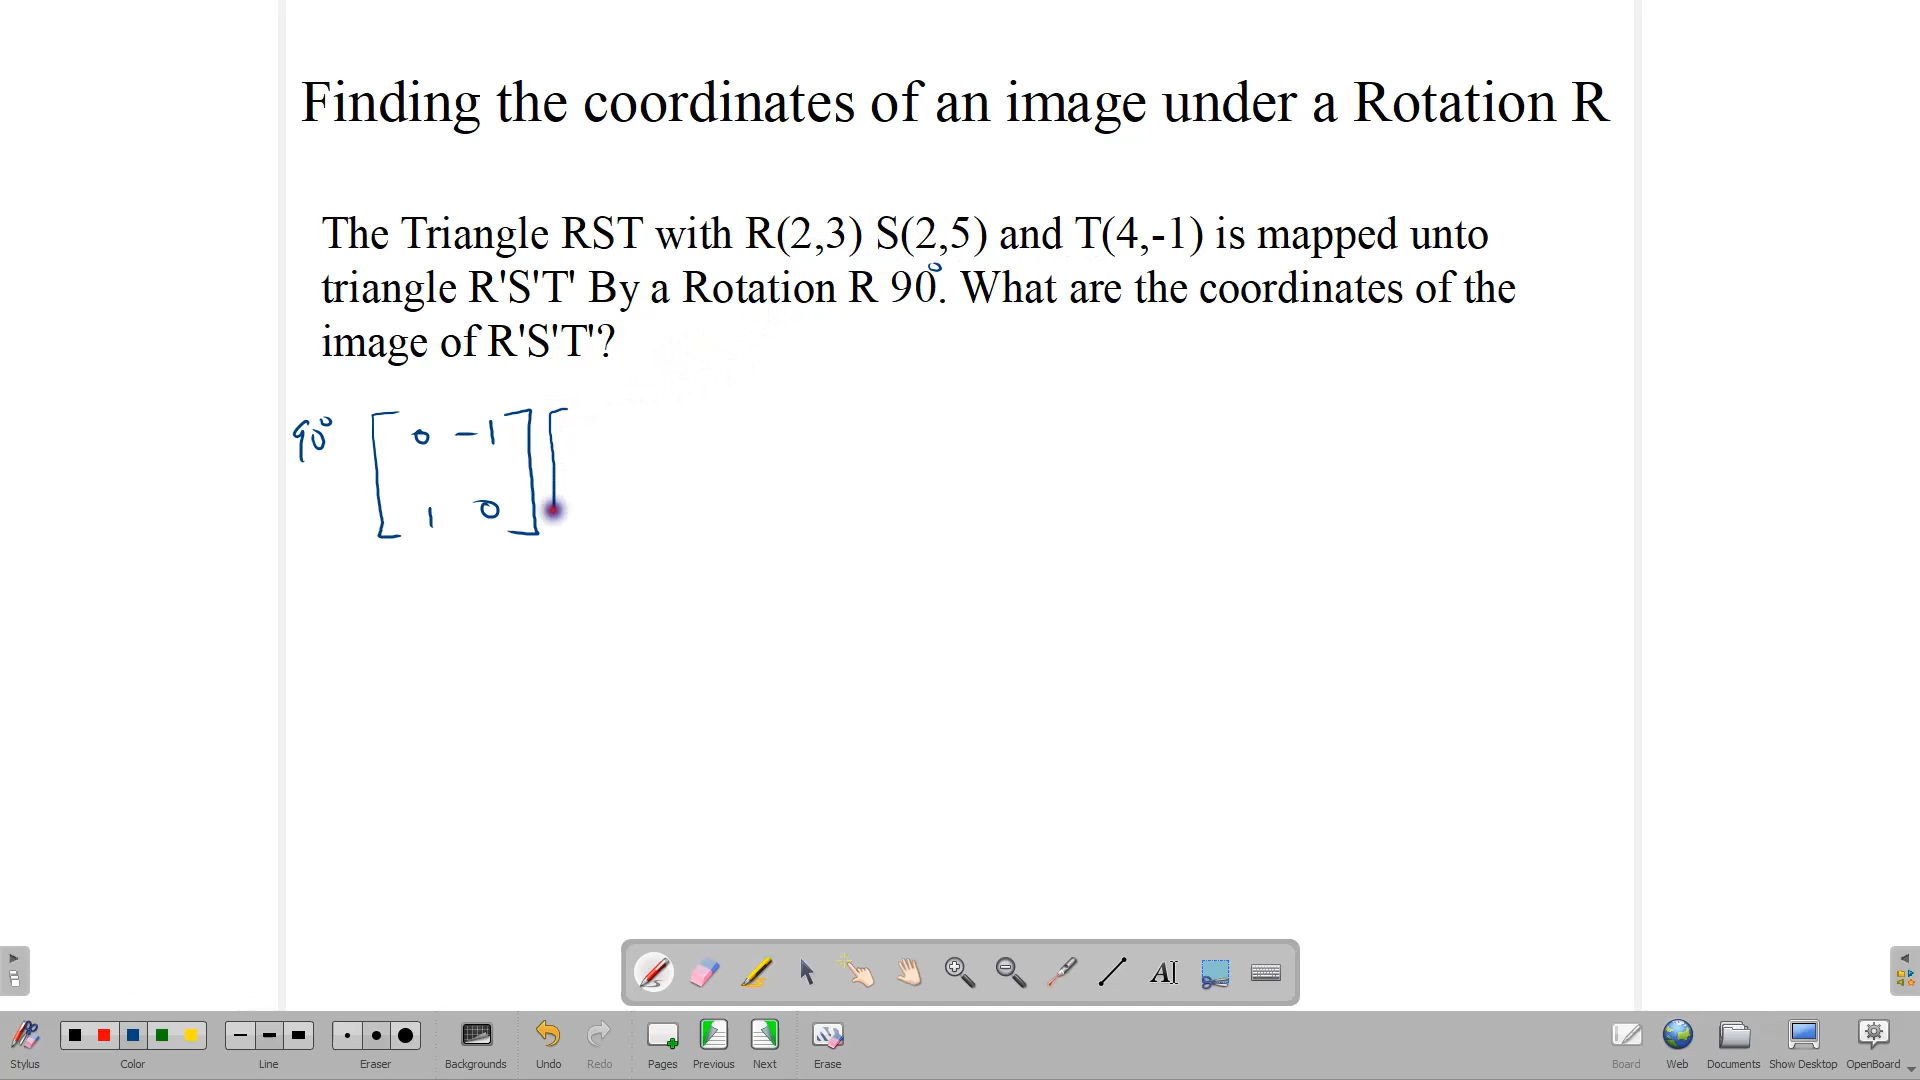 Finding the coordinates of an image under a Rotation R
The Triangle RST with R(2,3) S(2,5) and T(4,-1) is mapped unto
triangle R'S'T' By a Rotation R 90°. What are the coordinates of the
image of R'S'T'?
90° [ 0 -1 ] [
1 0
AI
Stylus Color Line Eraser Backgrounds Undo Redo Pages Previous Next Erase Board Web Documents Show Desktop OpenBoard